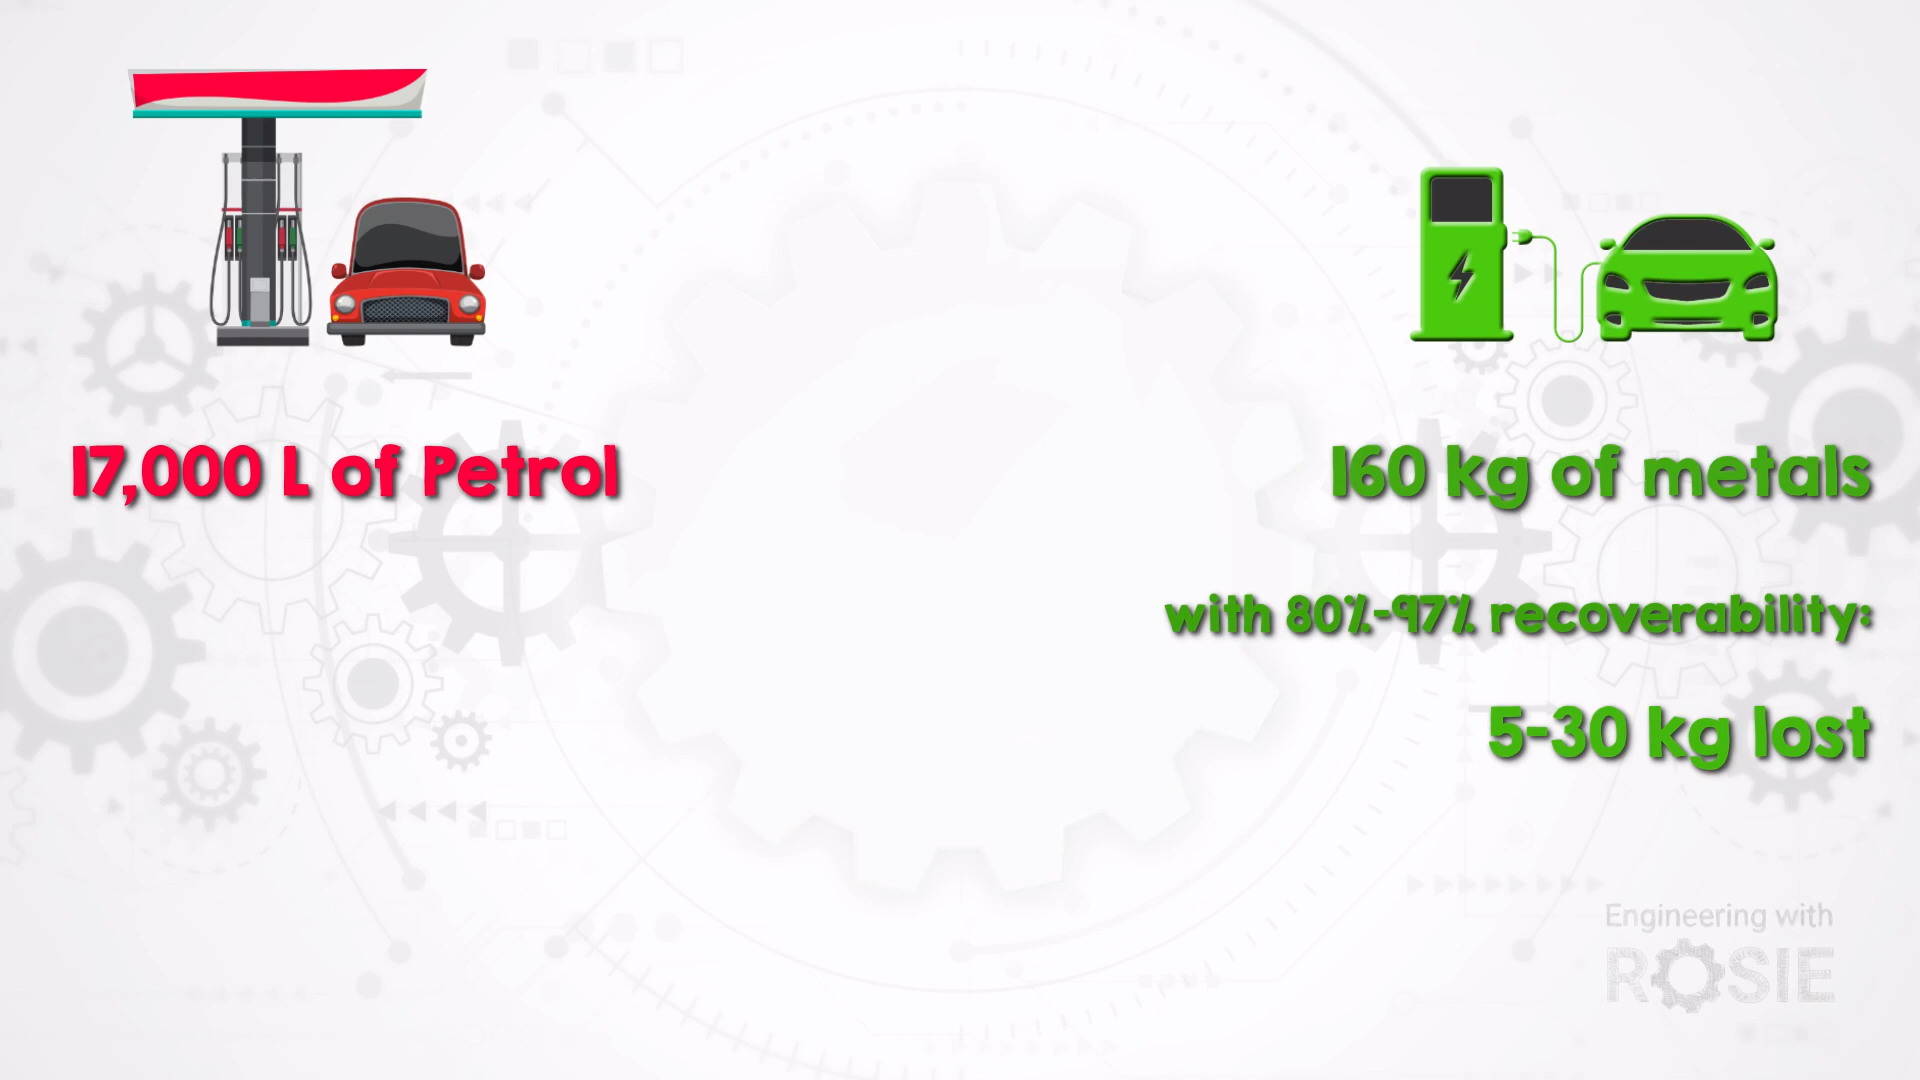 17,000 L of Petrol
160 kg of metals
with 80%-97% recoverability:
5-30 kg lost
Engineering with
ROSIE